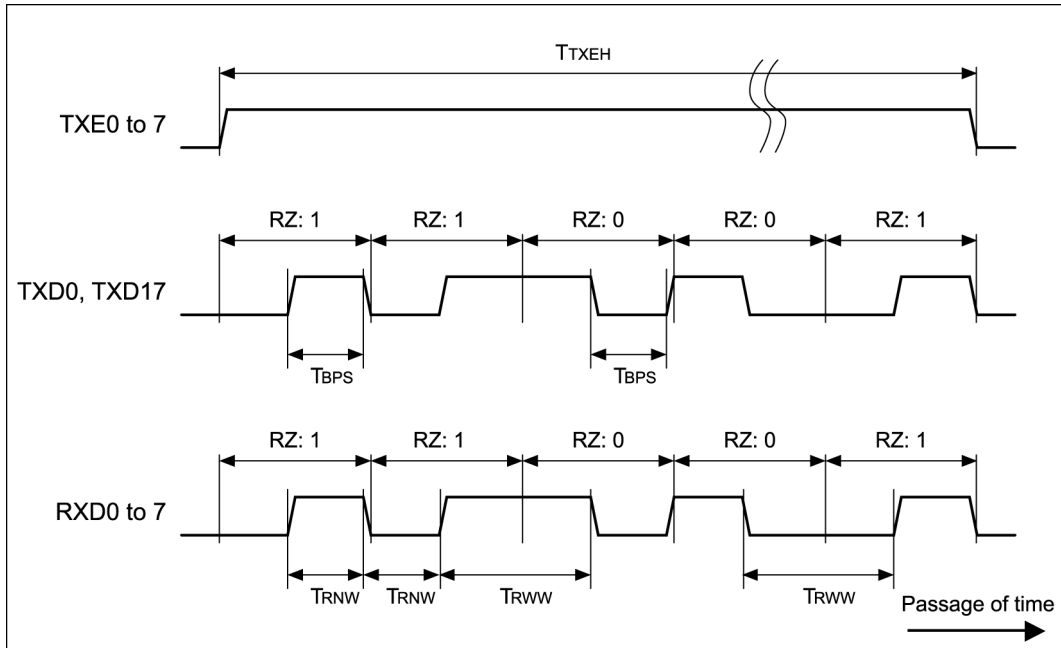 TTXEH
TXE0 to 7
RZ: 1 RZ: 1 RZ: 0 RZ: 0 RZ: 1
TXD0, TXD17
TBPS TBPS
RZ: 1 RZ: 1 RZ: 0 RZ: 0 RZ: 1
RXD0 to 7
TRNW TRNW TRWW TRWW
Passage of time